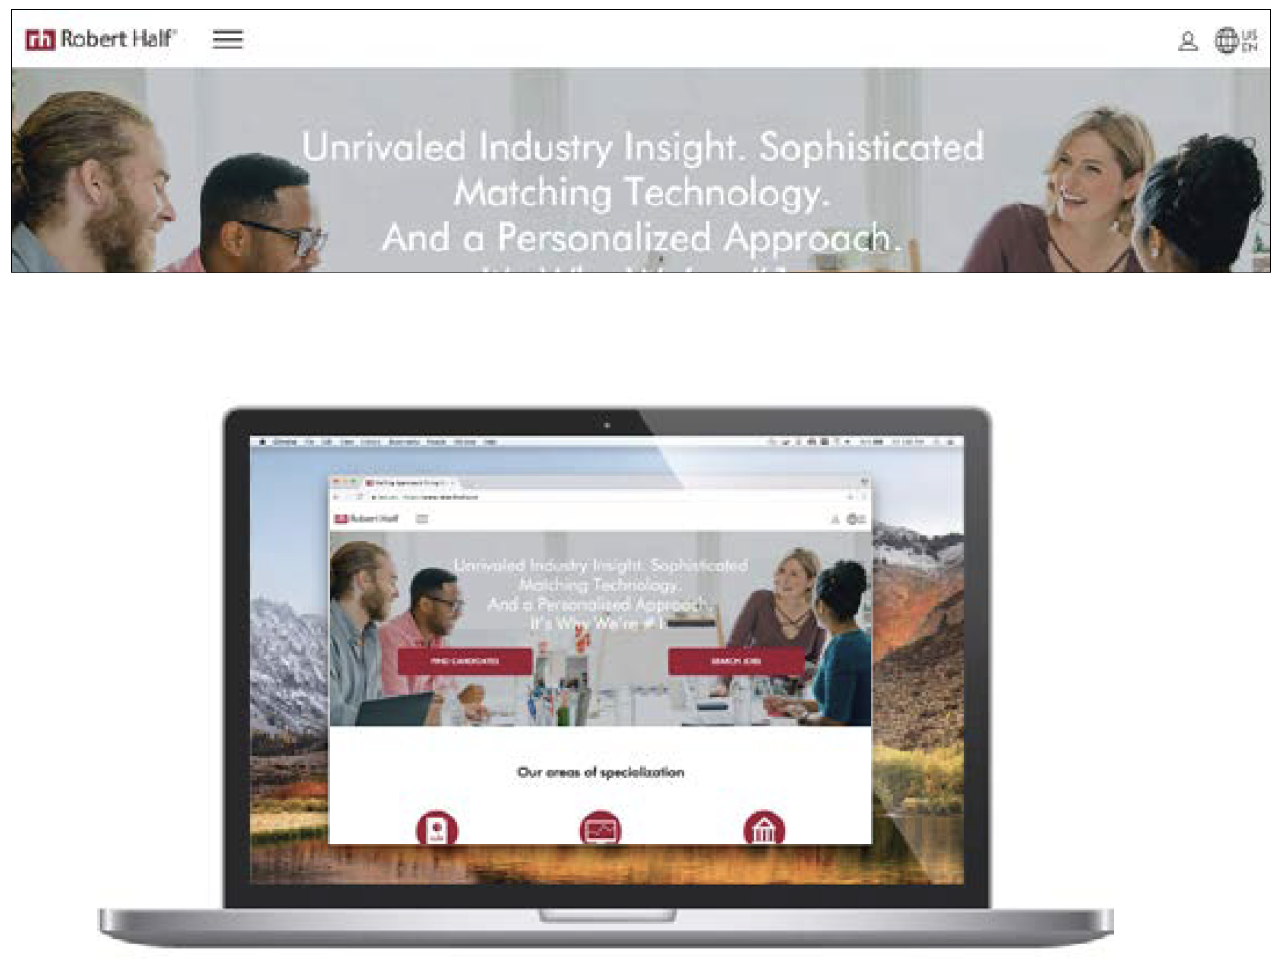 rh Robert Half®
US
EN
Unrivaled Industry Insight. Sophisticated
Matching Technology.
And a Personalized Approach.
rh Robert Half
Unrivaled Industry Insight. Sophisticated
Matching Technology.
And a Personalized Approach.
It's Why We're #1.
FIND CANDIDATES
SEARCH JOBS
Our areas of specialization